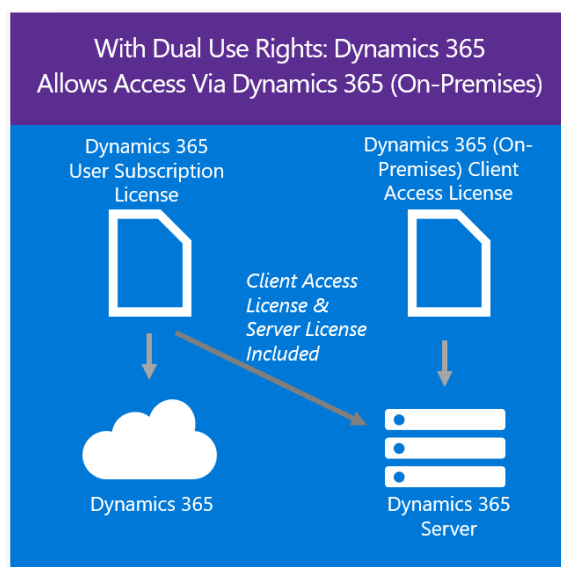 With Dual Use Rights: Dynamics 365
Allows Access Via Dynamics 365 (On-Premises)
Dynamics 365
User Subscription
License
Dynamics 365 (On-
Premises) Client
Access License
Client Access
License &
Server License
Included
Dynamics 365
Dynamics 365
Server